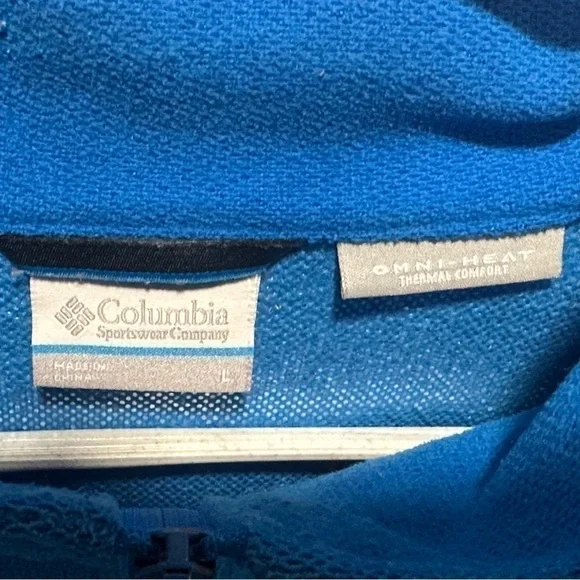 Columbia
Sportswear Company
MADE IN
CHINA
L
OMNI-HEAT
THERMAL COMFORT